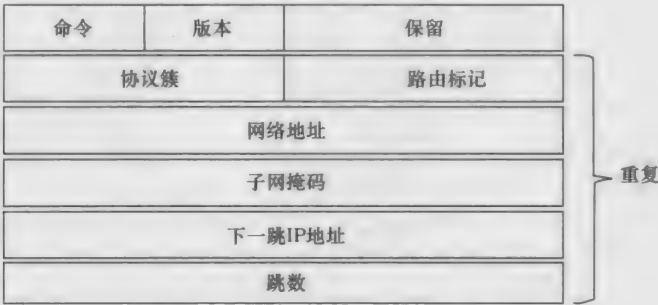 命令 版本 保留
协议簇 路由标记
网络地址
子网掩码
重复
下一跳IP地址
跳数